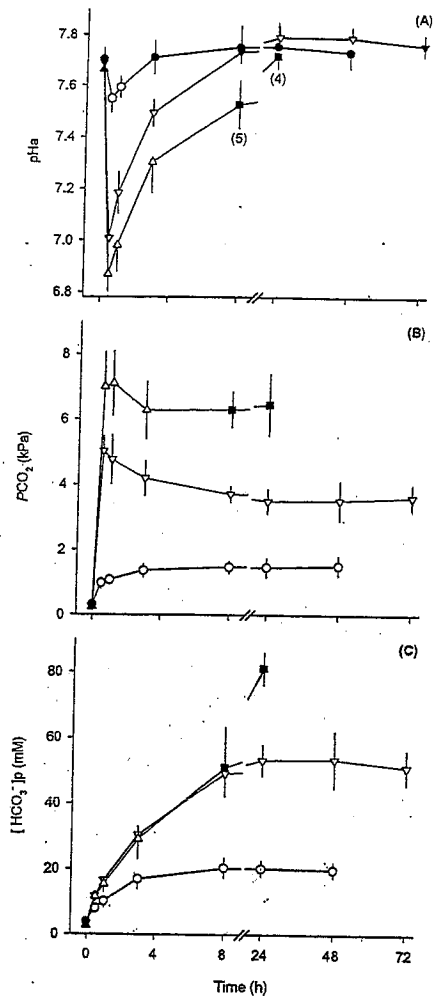 (A)
7.8
7.6
7.4
7.2
7.0
6.8
pHa
(4)
(5)
(B)
8
6
4
2
0
PCO₂ (kPa)
(C)
80
60
40
20
0
[HCO₃⁻]p (mM)
0 4 8 24 48 72
Time (h)